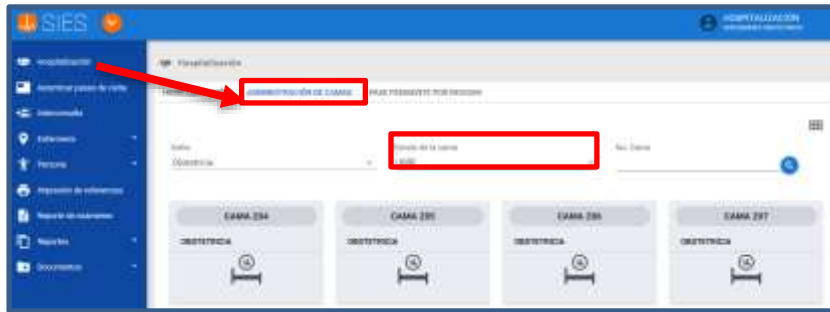 SIES
HOSPITALIZACIÓN
Hospitalización
Hospitalización
Autorizar pases de visita
ADMINISTRACIÓN DE CAMAS
Interconsulta
Enfermería
Sala
Estado de la cama
No. Cama
Obstetricia
LIBRE
Persona
Impresión de referencias
Reporte de exámenes
CAMA 204
CAMA 205
CAMA 206
CAMA 207
Reportes
OBSTETRICIA
OBSTETRICIA
OBSTETRICIA
OBSTETRICIA
Documentos